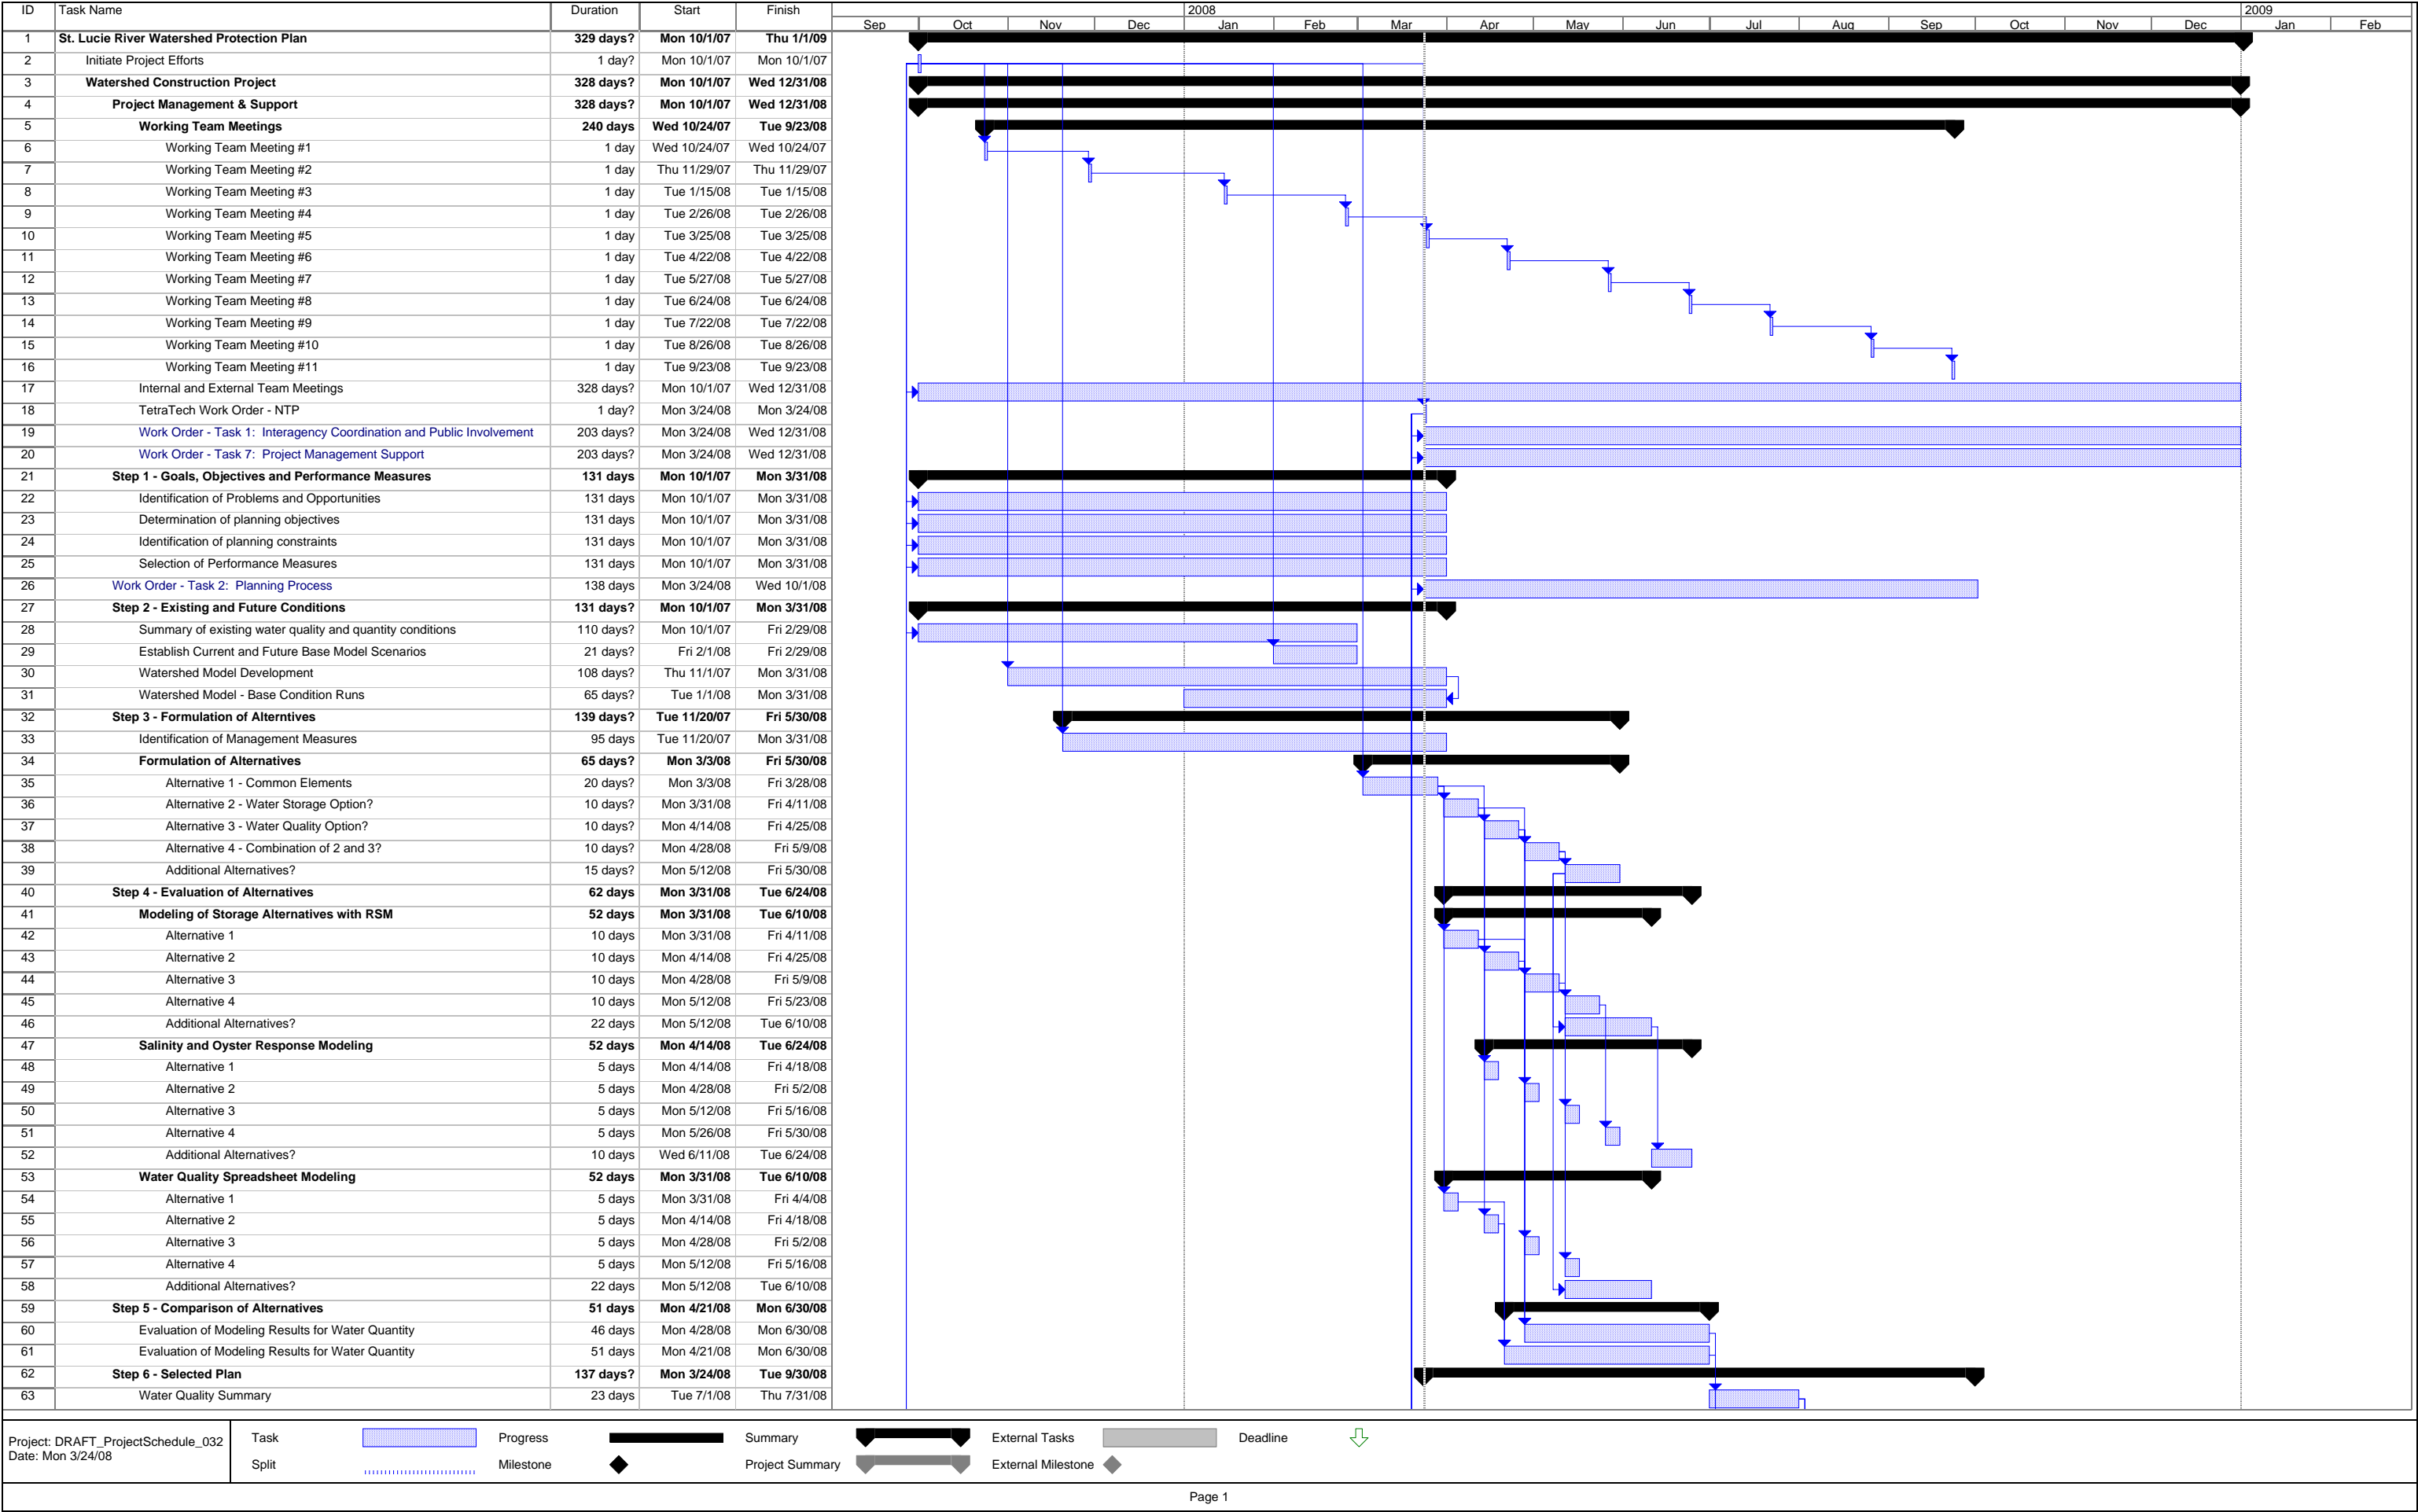 ID Task Name Duration Start Finish 2008 2009
Sep Oct Nov Dec Jan Feb Mar Apr May Jun Jul Aug Sep Oct Nov Dec Jan Feb
1 St. Lucie River Watershed Protection Plan 329 days? Mon 10/1/07 Thu 1/1/09
2 Initiate Project Efforts 1 day? Mon 10/1/07 Mon 10/1/07
3 Watershed Construction Project 328 days? Mon 10/1/07 Wed 12/31/08
4 Project Management & Support 328 days? Mon 10/1/07 Wed 12/31/08
5 Working Team Meetings 240 days Wed 10/24/07 Tue 9/23/08
6 Working Team Meeting #1 1 day Wed 10/24/07 Wed 10/24/07
7 Working Team Meeting #2 1 day Thu 11/29/07 Thu 11/29/07
8 Working Team Meeting #3 1 day Tue 1/15/08 Tue 1/15/08
9 Working Team Meeting #4 1 day Tue 2/26/08 Tue 2/26/08
10 Working Team Meeting #5 1 day Tue 3/25/08 Tue 3/25/08
11 Working Team Meeting #6 1 day Tue 4/22/08 Tue 4/22/08
12 Working Team Meeting #7 1 day Tue 5/27/08 Tue 5/27/08
13 Working Team Meeting #8 1 day Tue 6/24/08 Tue 6/24/08
14 Working Team Meeting #9 1 day Tue 7/22/08 Tue 7/22/08
15 Working Team Meeting #10 1 day Tue 8/26/08 Tue 8/26/08
16 Working Team Meeting #11 1 day Tue 9/23/08 Tue 9/23/08
17 Internal and External Team Meetings 328 days? Mon 10/1/07 Wed 12/31/08
18 TetraTech Work Order - NTP 1 day? Mon 3/24/08 Mon 3/24/08
19 Work Order - Task 1: Interagency Coordination and Public Involvement 203 days? Mon 3/24/08 Wed 12/31/08
20 Work Order - Task 7: Project Management Support 203 days? Mon 3/24/08 Wed 12/31/08
21 Step 1 - Goals, Objectives and Performance Measures 131 days Mon 10/1/07 Mon 3/31/08
22 Identification of Problems and Opportunities 131 days Mon 10/1/07 Mon 3/31/08
23 Determination of planning objectives 131 days Mon 10/1/07 Mon 3/31/08
24 Identification of planning constraints 131 days Mon 10/1/07 Mon 3/31/08
25 Selection of Performance Measures 131 days Mon 10/1/07 Mon 3/31/08
26 Work Order - Task 2: Planning Process 138 days Mon 3/24/08 Wed 10/1/08
27 Step 2 - Existing and Future Conditions 131 days? Mon 10/1/07 Mon 3/31/08
28 Summary of existing water quality and quantity conditions 110 days? Mon 10/1/07 Fri 2/29/08
29 Establish Current and Future Base Model Scenarios 21 days? Fri 2/1/08 Fri 2/29/08
30 Watershed Model Development 108 days? Thu 11/1/07 Mon 3/31/08
31 Watershed Model - Base Condition Runs 65 days? Tue 1/1/08 Mon 3/31/08
32 Step 3 - Formulation of Alterntives 139 days? Tue 11/20/07 Fri 5/30/08
33 Identification of Management Measures 95 days Tue 11/20/07 Mon 3/31/08
34 Formulation of Alternatives 65 days? Mon 3/3/08 Fri 5/30/08
35 Alternative 1 - Common Elements 20 days? Mon 3/3/08 Fri 3/28/08
36 Alternative 2 - Water Storage Option? 10 days? Mon 3/31/08 Fri 4/11/08
37 Alternative 3 - Water Quality Option? 10 days? Mon 4/14/08 Fri 4/25/08
38 Alternative 4 - Combination of 2 and 3? 10 days? Mon 4/28/08 Fri 5/9/08
39 Additional Alternatives? 15 days? Mon 5/12/08 Fri 5/30/08
40 Step 4 - Evaluation of Alternatives 62 days Mon 3/31/08 Tue 6/24/08
41 Modeling of Storage Alternatives with RSM 52 days Mon 3/31/08 Tue 6/10/08
42 Alternative 1 10 days Mon 3/31/08 Fri 4/11/08
43 Alternative 2 10 days Mon 4/14/08 Fri 4/25/08
44 Alternative 3 10 days Mon 4/28/08 Fri 5/9/08
45 Alternative 4 10 days Mon 5/12/08 Fri 5/23/08
46 Additional Alternatives? 22 days Mon 5/12/08 Tue 6/10/08
47 Salinity and Oyster Response Modeling 52 days Mon 4/14/08 Tue 6/24/08
48 Alternative 1 5 days Mon 4/14/08 Fri 4/18/08
49 Alternative 2 5 days Mon 4/28/08 Fri 5/2/08
50 Alternative 3 5 days Mon 5/12/08 Fri 5/16/08
51 Alternative 4 5 days Mon 5/26/08 Fri 5/30/08
52 Additional Alternatives? 10 days Wed 6/11/08 Tue 6/24/08
53 Water Quality Spreadsheet Modeling 52 days Mon 3/31/08 Tue 6/10/08
54 Alternative 1 5 days Mon 3/31/08 Fri 4/4/08
55 Alternative 2 5 days Mon 4/14/08 Fri 4/18/08
56 Alternative 3 5 days Mon 4/28/08 Fri 5/2/08
57 Alternative 4 5 days Mon 5/12/08 Fri 5/16/08
58 Additional Alternatives? 22 days Mon 5/12/08 Tue 6/10/08
59 Step 5 - Comparison of Alternatives 51 days Mon 4/21/08 Mon 6/30/08
60 Evaluation of Modeling Results for Water Quantity 46 days Mon 4/28/08 Mon 6/30/08
61 Evaluation of Modeling Results for Water Quantity 51 days Mon 4/21/08 Mon 6/30/08
62 Step 6 - Selected Plan 137 days? Mon 3/24/08 Tue 9/30/08
63 Water Quality Summary 23 days Tue 7/1/08 Thu 7/31/08
Project: DRAFT_ProjectSchedule_032
Date: Mon 3/24/08
Task Progress Summary External Tasks Deadline
Split Milestone Project Summary External Milestone
Page 1